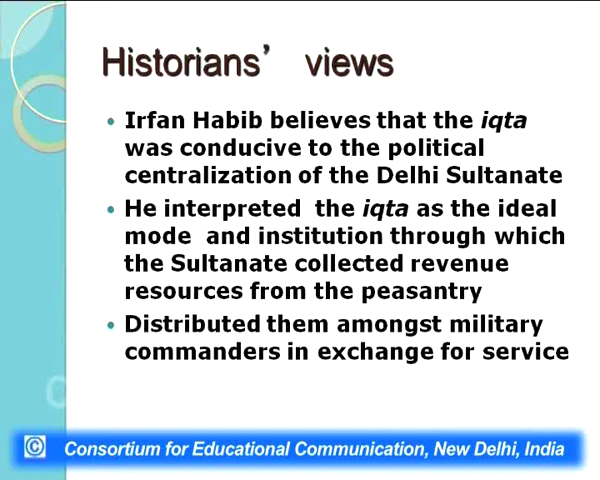 Historians’ views
• Irfan Habib believes that the iqta
was conducive to the political
centralization of the Delhi Sultanate
• He interpreted the iqta as the ideal
mode and institution through which
the Sultanate collected revenue
resources from the peasantry
• Distributed them amongst military
commanders in exchange for service
© Consortium for Educational Communication, New Delhi, India